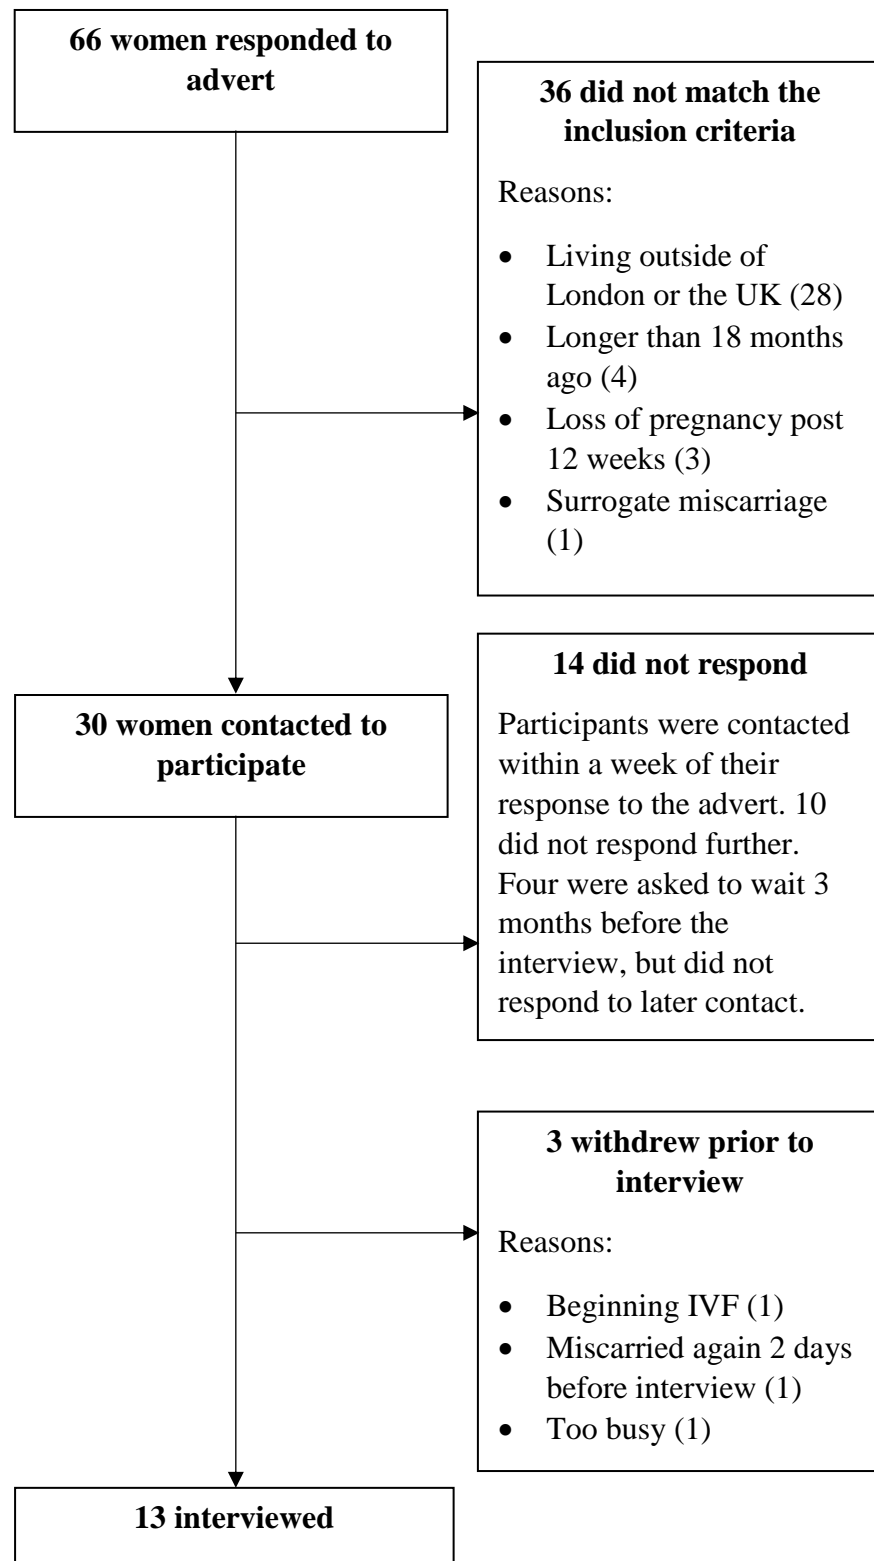 66 women responded to
advert
36 did not match the
inclusion criteria
Reasons:
• Living outside of
London or the UK (28)
• Longer than 18 months
ago (4)
• Loss of pregnancy post
12 weeks (3)
• Surrogate miscarriage
(1)
30 women contacted to
participate
14 did not respond
Participants were contacted
within a week of their
response to the advert. 10
did not respond further.
Four were asked to wait 3
months before the
interview, but did not
respond to later contact.
3 withdrew prior to
interview
Reasons:
• Beginning IVF (1)
• Miscarried again 2 days
before interview (1)
• Too busy (1)
13 interviewed